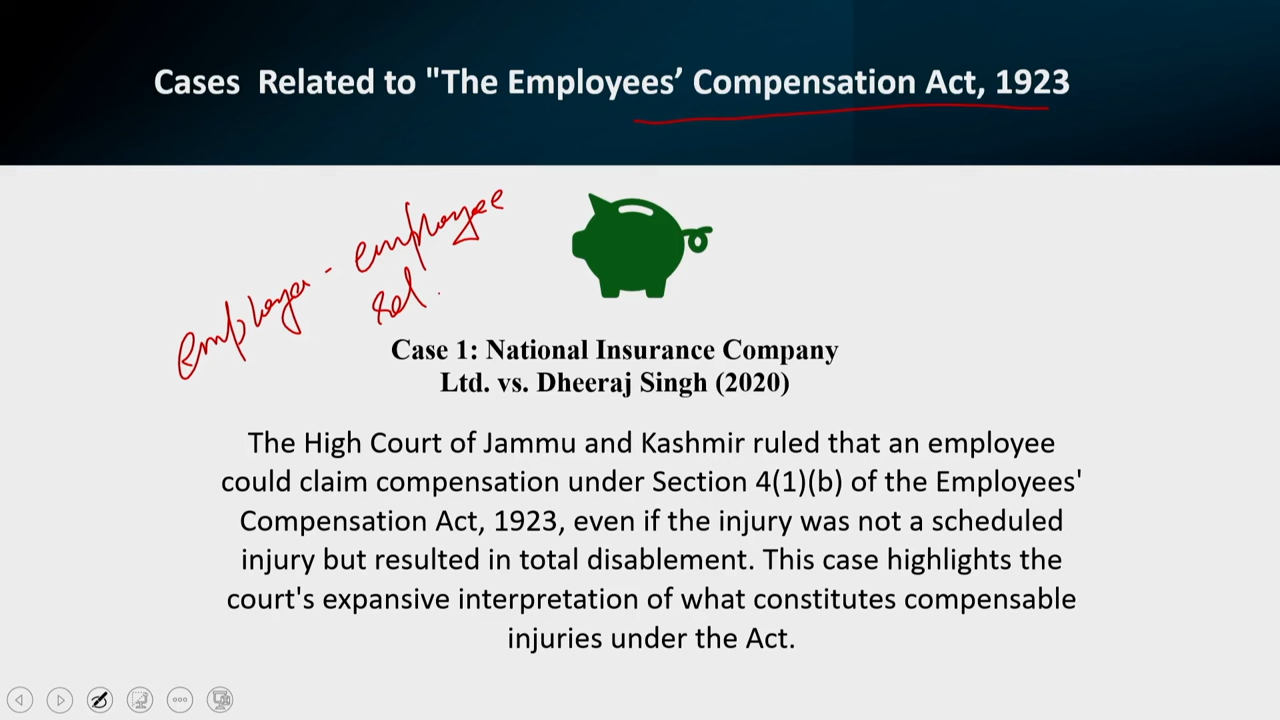 Cases  Related to "The Employees’ Compensation Act, 1923
employer - employee
rel.
Case 1: National Insurance Company
Ltd. vs. Dheeraj Singh (2020)
The High Court of Jammu and Kashmir ruled that an employee
could claim compensation under Section 4(1)(b) of the Employees'
Compensation Act, 1923, even if the injury was not a scheduled
injury but resulted in total disablement. This case highlights the
court's expansive interpretation of what constitutes compensable
injuries under the Act.